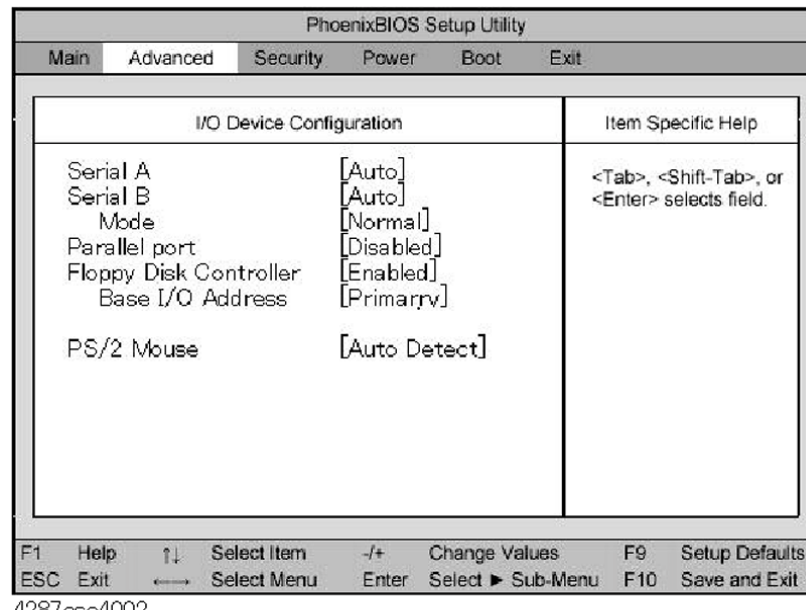 PhoenixBIOS Setup Utility
Main Advanced Security Power Boot Exit
I/O Device Configuration
Item Specific Help
Serial A [Auto]
Serial B [Auto]
Mode [Normal]
Parallel port [Disabled]
Floppy Disk Controller [Enabled]
Base I/O Address [Primarry]
PS/2 Mouse [Auto Detect]
<Tab>, <Shift-Tab>, or
<Enter> selects field.
F1 Help ↑↓ Select Item -/+ Change Values F9 Setup Defaults
ESC Exit ←→ Select Menu Enter Select ► Sub-Menu F10 Save and Exit